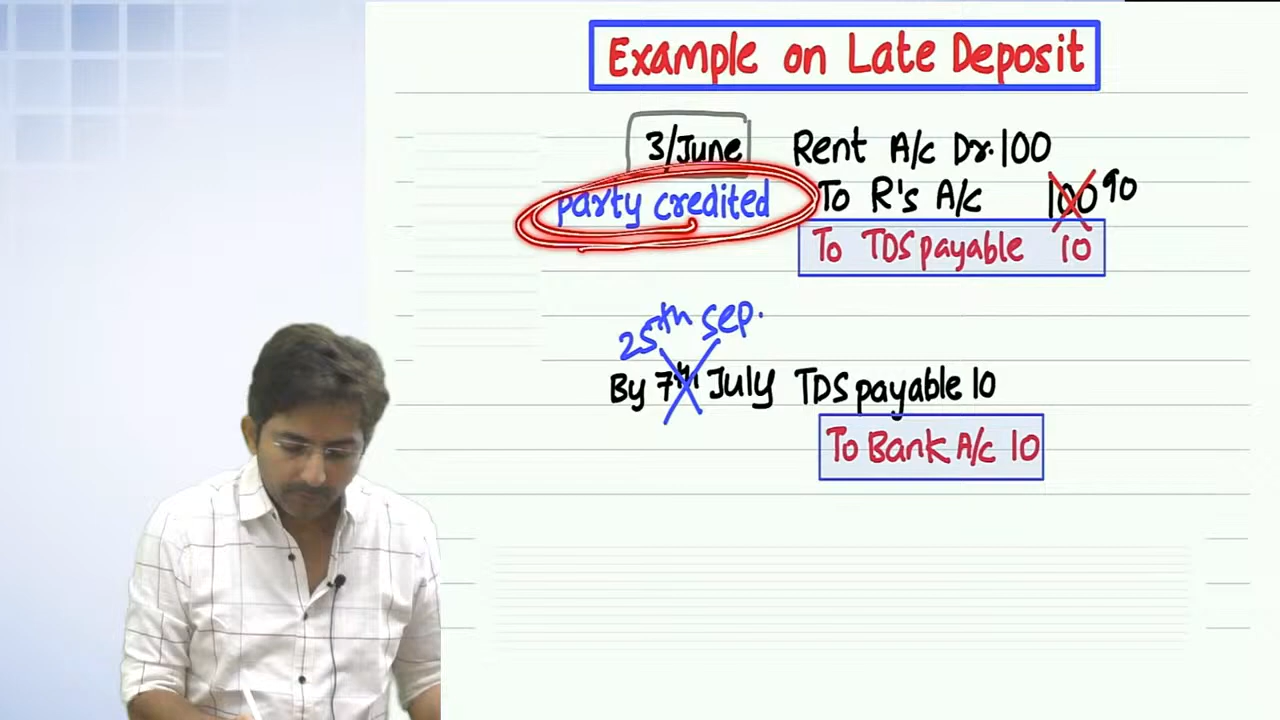 Example on Late Deposit
3/June Rent A/c Dr. 100
party credited To R's A/c 100 90
To TDS payable 10
25th Sep.
By 7th July TDS payable 10
To Bank A/c 10